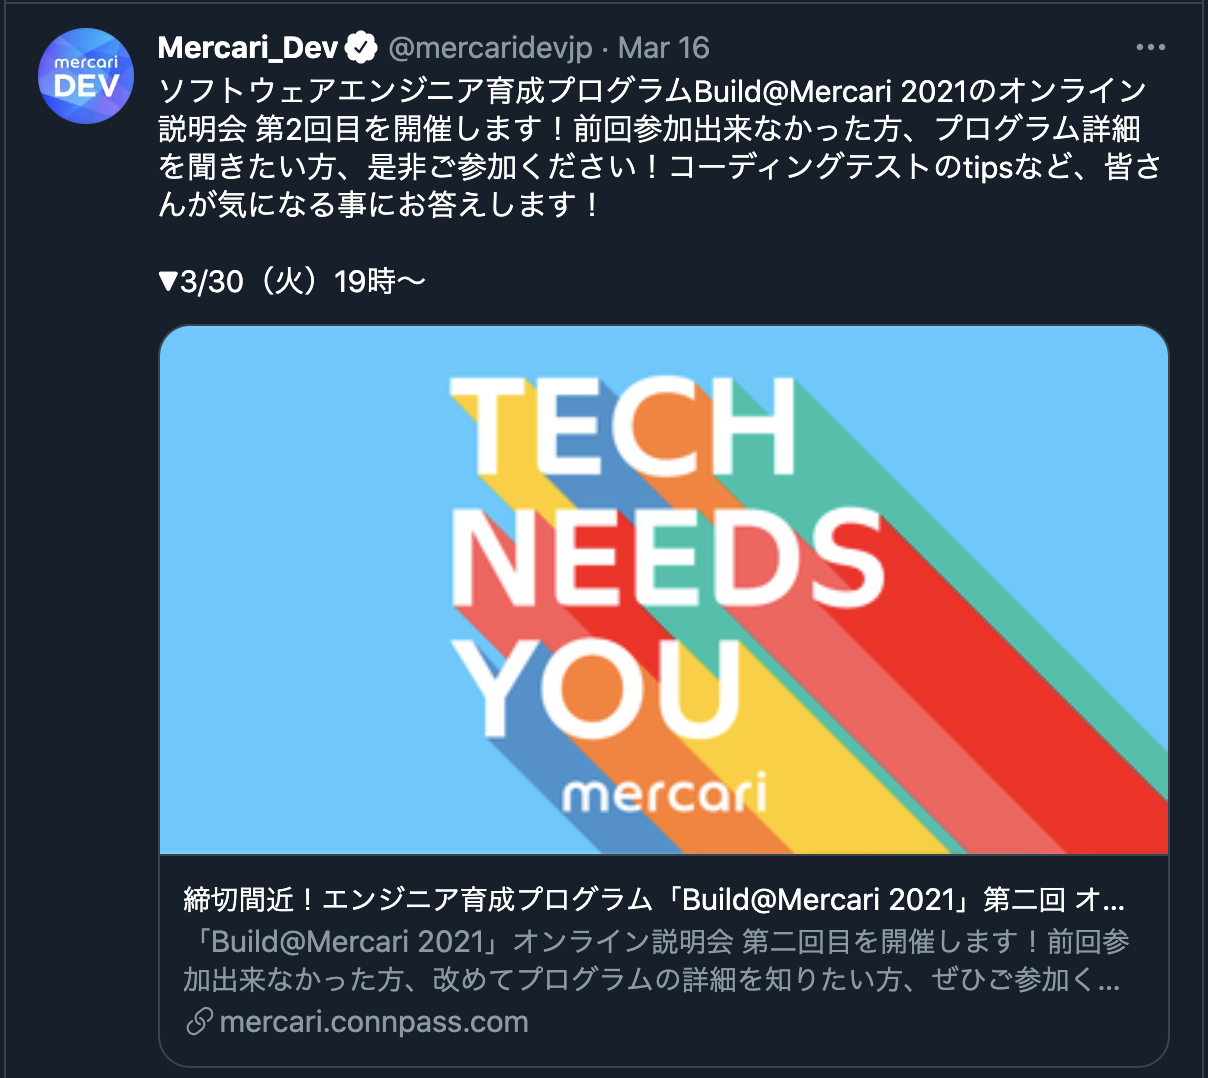 mercari
DEV
Mercari_Dev @mercaridevjp · Mar 16
ソフトウェアエンジニア育成プログラムBuild@Mercari 2021のオンライン
説明会 第2回目を開催します！前回参加出来なかった方、プログラム詳細
を聞きたい方、是非ご参加ください！コーディングテストのtipsなど、皆さ
んが気になる事にお答えします！
▼3/30（火）19時〜
TECH
NEEDS
YOU
mercari
締切間近！エンジニア育成プログラム「Build@Mercari 2021」第二回 オ...
「Build@Mercari 2021」オンライン説明会 第二回目を開催します！前回参
加出来なかった方、改めてプログラムの詳細を知りたい方、ぜひご参加く...
mercari.connpass.com